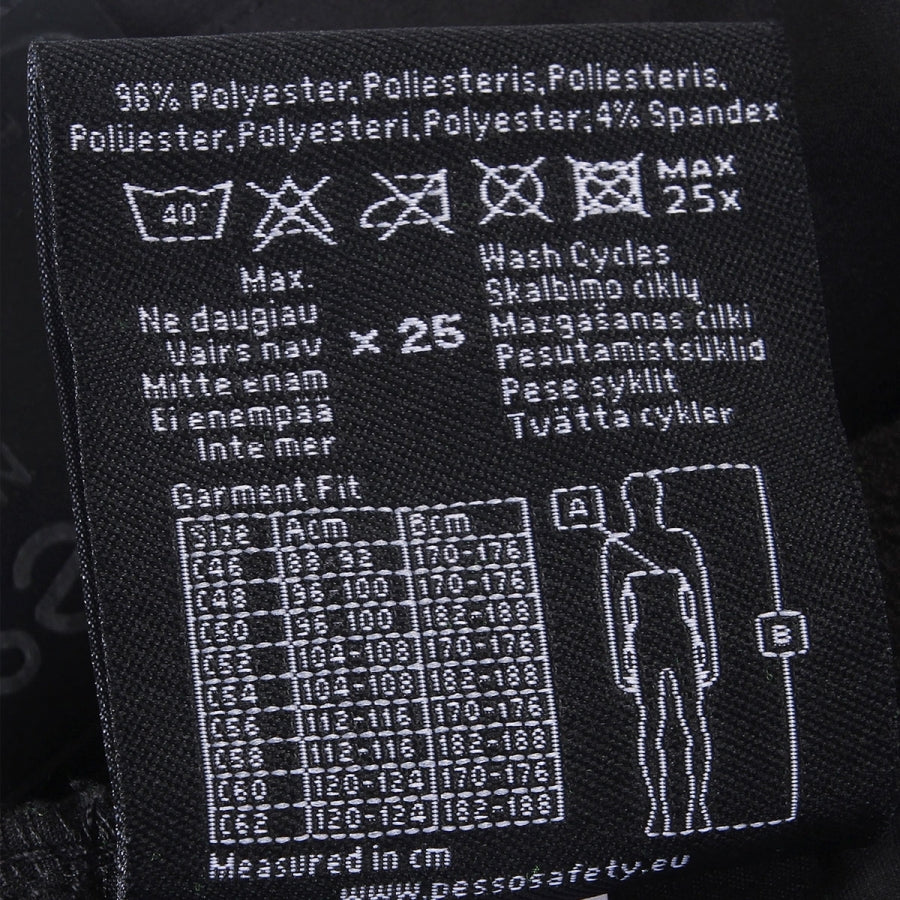 96% Polyester,Poliesteris,Poliesteris,
Polüester,Polyesteri,Polyester;4% Spandex
40° MAX
25x
Max.
Ne daugiau
Vairs nav
Mitte enam
Ei enempää
Inte mer
x 25
Wash Cycles
Skalbimo ciklų
Mazgašanas cilki
Pesutamistsüklid
Pese syklit
Tvätta cykler
Garment Fit
Size Acm Bcm
C46 170-176
C48 96-100 170-176
C50 96-100 182-188
C52 104-108 170-176
C54 104-108 182-188
C56 112-116 170-176
C58 112-116 182-188
C60 120-124 170-176
C62 120-124 182-188
A
B
Measured in cm
www.pessosafety.eu